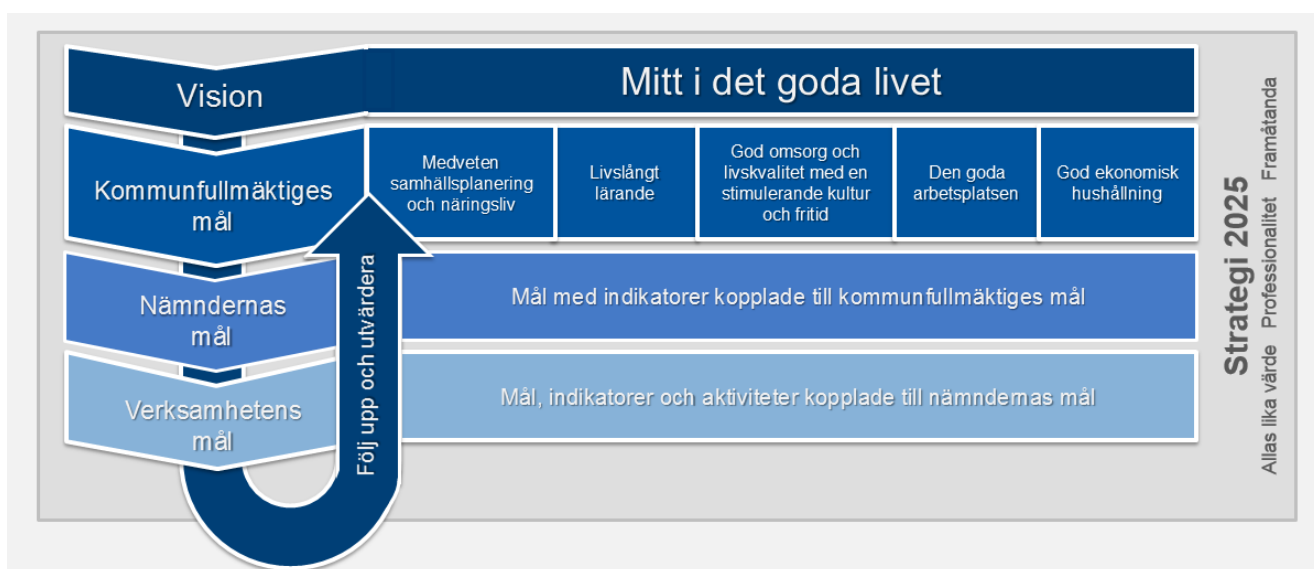 Vision
Mitt i det goda livet
Kommunfullmäktiges
mål
Medveten
samhällsplanering
och näringsliv
Livslångt
lärande
God omsorg och
livskvalitet med en
stimulerande kultur
och fritid
Den goda
arbetsplatsen
God ekonomisk
hushållning
Nämndernas
mål
Mål med indikatorer kopplade till kommunfullmäktiges mål
Verksamhetens
mål
Mål, indikatorer och aktiviteter kopplade till nämndernas mål
Följ upp och utvärdera
Strategi 2025
Allas lika värde Professionalitet Framåtanda